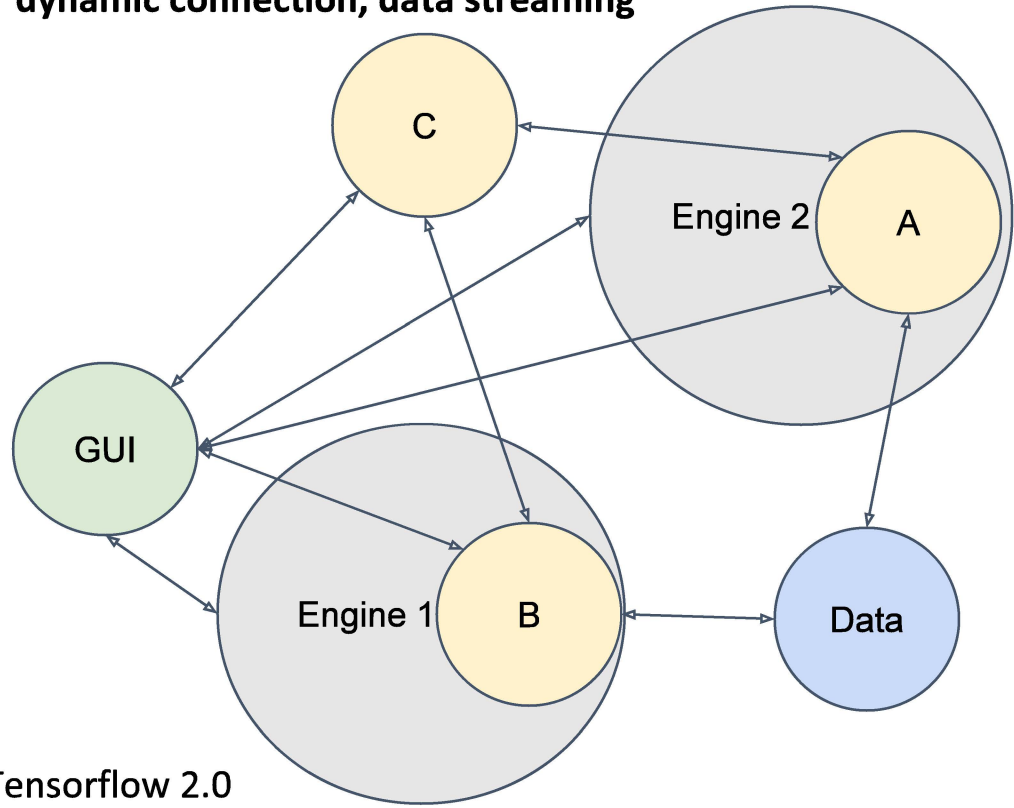 dynamic connection, data streaming
C
Engine 2
A
GUI
Engine 1
B
Data
Tensorflow 2.0